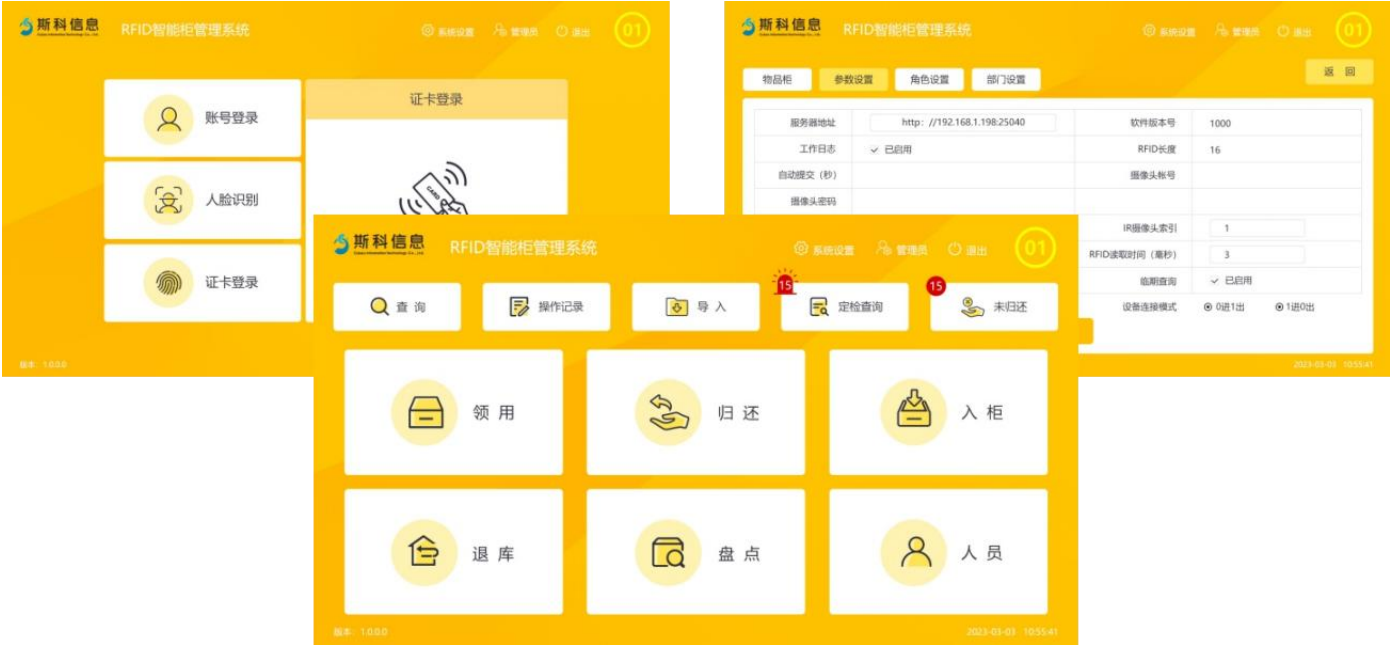 斯科信息
RFID智能柜管理系统
系统设置 管理员 退出 01
账号登录
人脸识别
证卡登录
证卡登录
CARD
版本: 1.0.0.0
斯科信息
RFID智能柜管理系统
系统设置 管理员 退出 01
物品柜 参数设置 角色设置 部门设置
返 回
服务器地址 http: //192.168.1.198:25040 软件版本号 1000
工作日志 已启用 RFID长度 16
自动提交（秒） 摄像头帐号
摄像头密码
IR摄像头索引 1
RFID读取时间（毫秒） 3
临期查询 已启用
设备连接模式 0进1出 1进0出
2023-03-03 10:55:41
斯科信息
RFID智能柜管理系统
系统设置 管理员 退出 01
查 询 操作记录 导 入 15 定检查询 15 未归还
领 用 归 还 入 柜
退 库 盘 点 人 员
版本: 1.0.0.0 2023-03-03 10:55:41